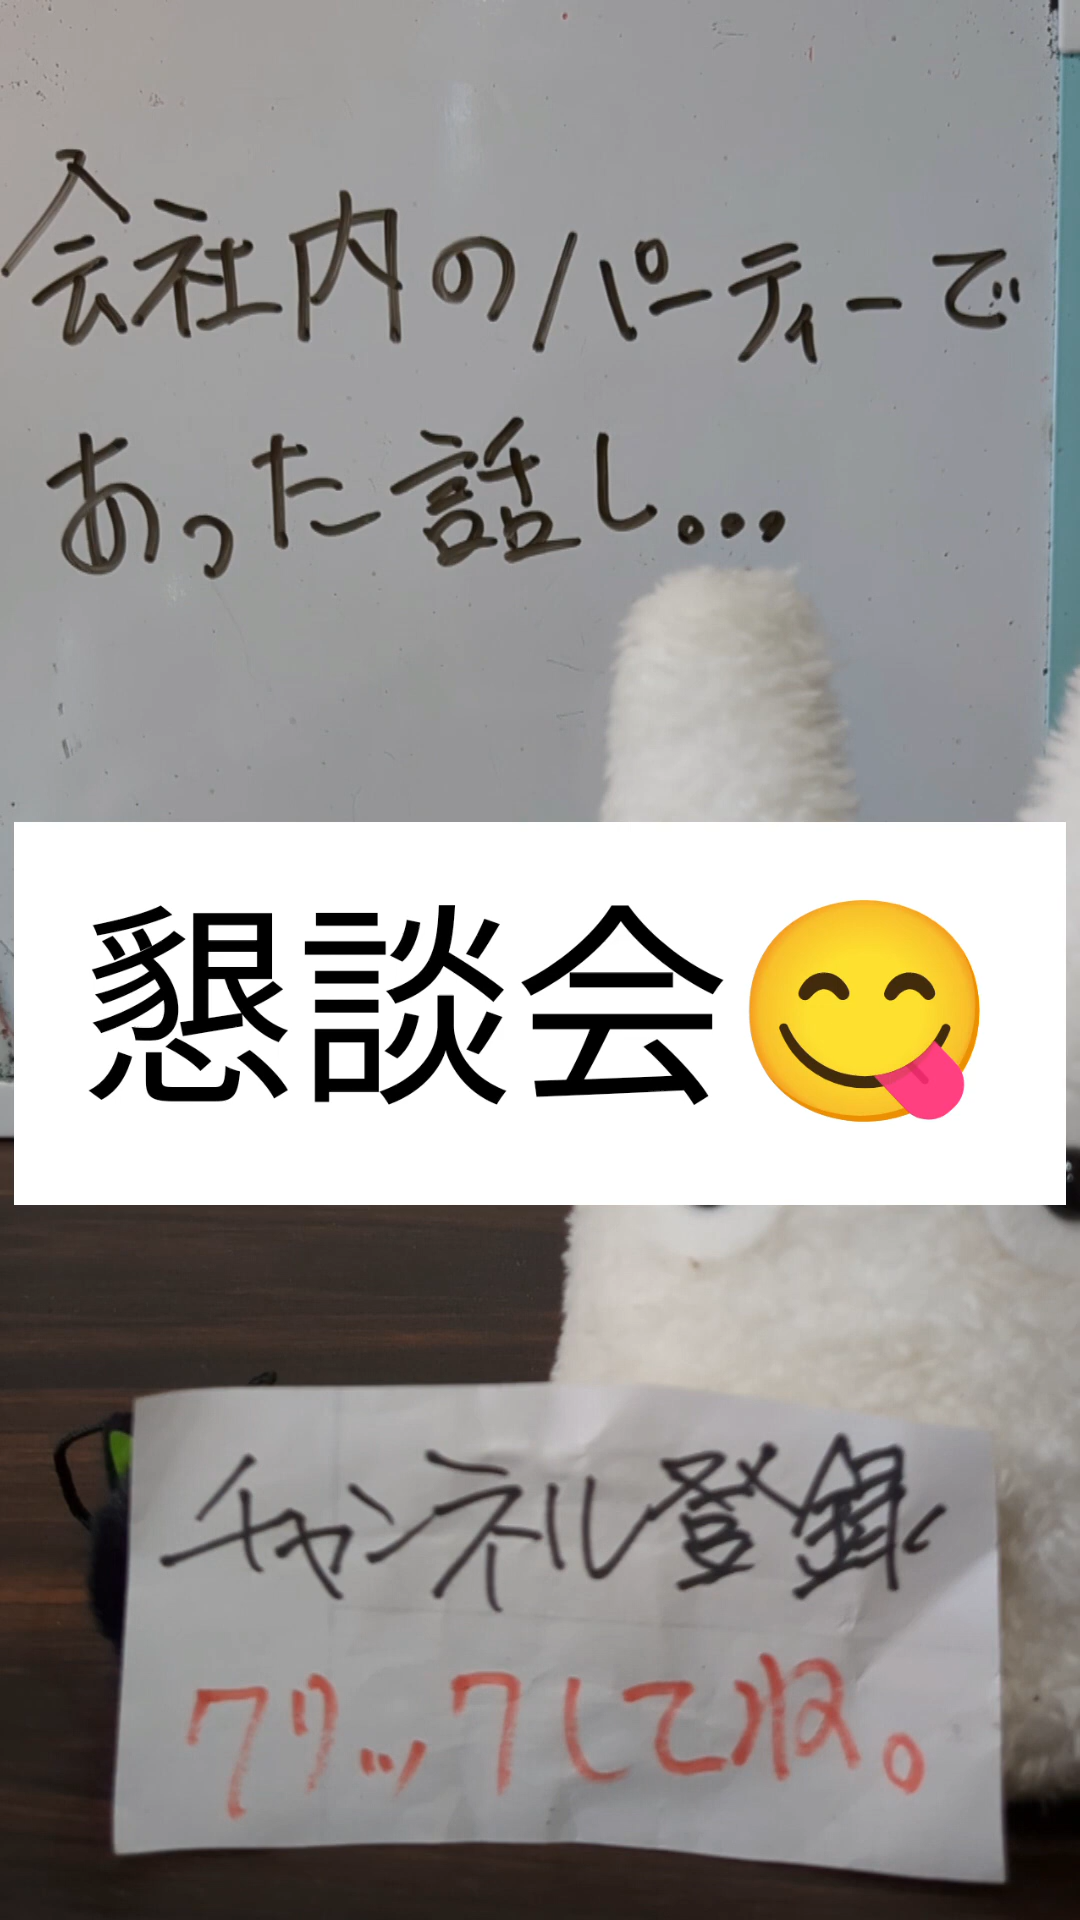 会社内のパーティーで
あった話し...
懇談会😋
チャンネル登録
クリックしてね。